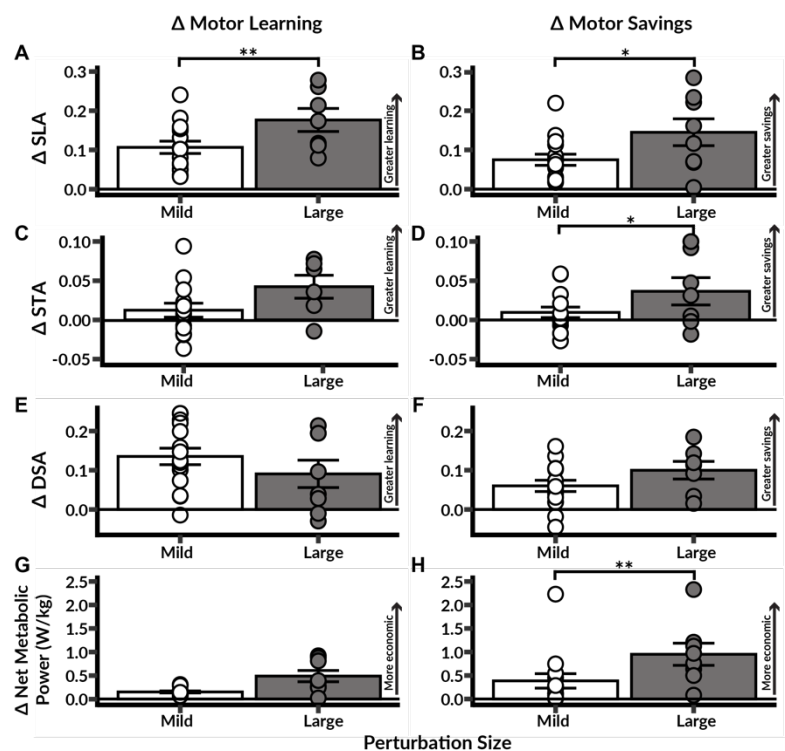 Δ Motor Learning
Δ Motor Savings
A
**
Δ SLA
0.3
0.2
0.1
0.0
Mild
Large
Greater learning
B
*
0.3
0.2
0.1
0.0
Mild
Large
Greater savings
C
Δ STA
0.10
0.05
0.00
-0.05
Mild
Large
Greater learning
D
*
0.10
0.05
0.00
-0.05
Mild
Large
Greater savings
E
Δ DSA
0.2
0.1
0.0
Mild
Large
Greater learning
F
0.2
0.1
0.0
Mild
Large
Greater savings
G
Δ Net Metabolic
Power (W/kg)
2.5
2.0
1.5
1.0
0.5
0.0
Mild
Large
More economic
H
**
2.5
2.0
1.5
1.0
0.5
0.0
Mild
Large
More economic
Perturbation Size